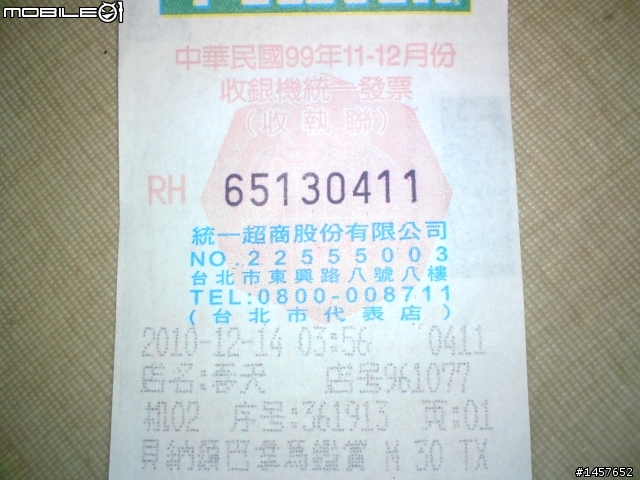 MOBILE01
中華民國99年11-12月份
收銀機統一發票
(收執聯)
RH 65130411
統一超商股份有限公司
NO.22555003
台北市東興路八號八樓
TEL:0800-008711
(台北市代表店)
2010-12-14 03:56 0411
店名:夢天 店號961077
機02 序號:361913 頁:01
貝納頌巴拿馬鑑賞 M 30 TX
#1457652